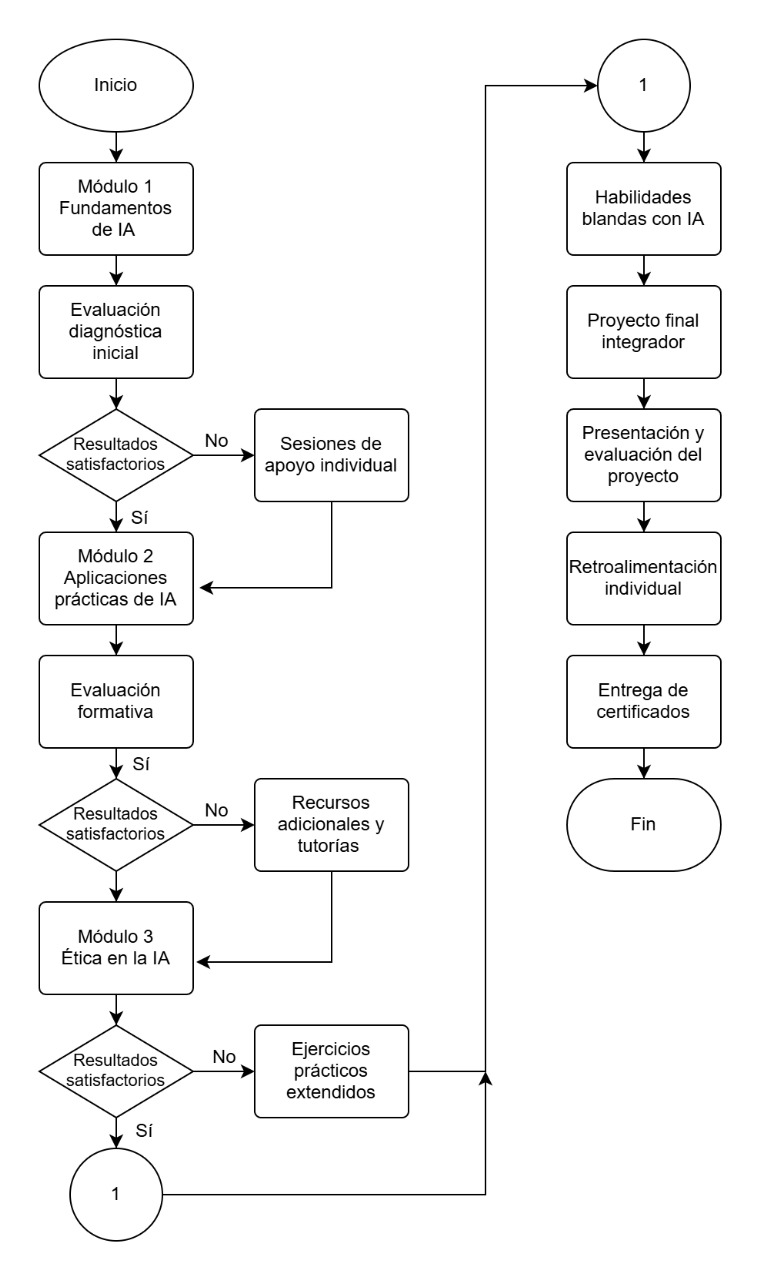 Inicio
Módulo 1
Fundamentos
de IA
Evaluación
diagnóstica
inicial
Resultados
satisfactorios
No
Sesiones de
apoyo individual
Sí
Módulo 2
Aplicaciones
prácticas de IA
Evaluación
formativa
Sí
Resultados
satisfactorios
No
Recursos
adicionales y
tutorías
Módulo 3
Ética en la IA
Resultados
satisfactorios
No
Ejercicios
prácticos
extendidos
Sí
1
1
Habilidades
blandas con IA
Proyecto final
integrador
Presentación y
evaluación del
proyecto
Retroalimentación
individual
Entrega de
certificados
Fin